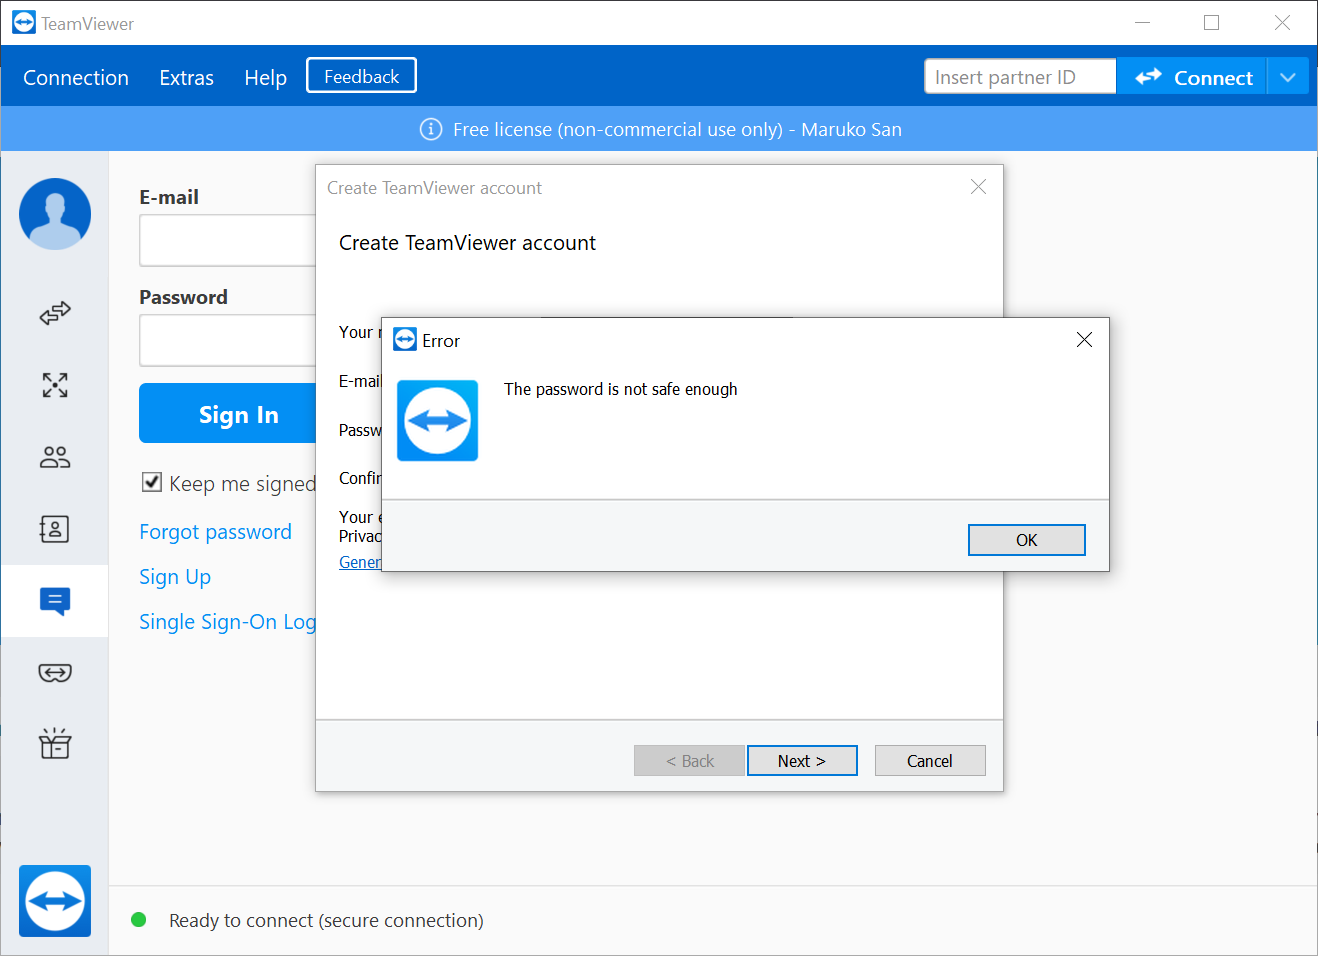 TeamViewer
Connection Extras Help Feedback Insert partner ID Connect
Free license (non-commercial use only) - Maruko San
E-mail
Password
Sign In
Keep me signed
Forgot password
Sign Up
Single Sign-On Log
Create TeamViewer account
Create TeamViewer account
Your
E-mail
Passw
Confir
Your
Privac
Gener
Error
The password is not safe enough
OK
< Back Next > Cancel
Ready to connect (secure connection)